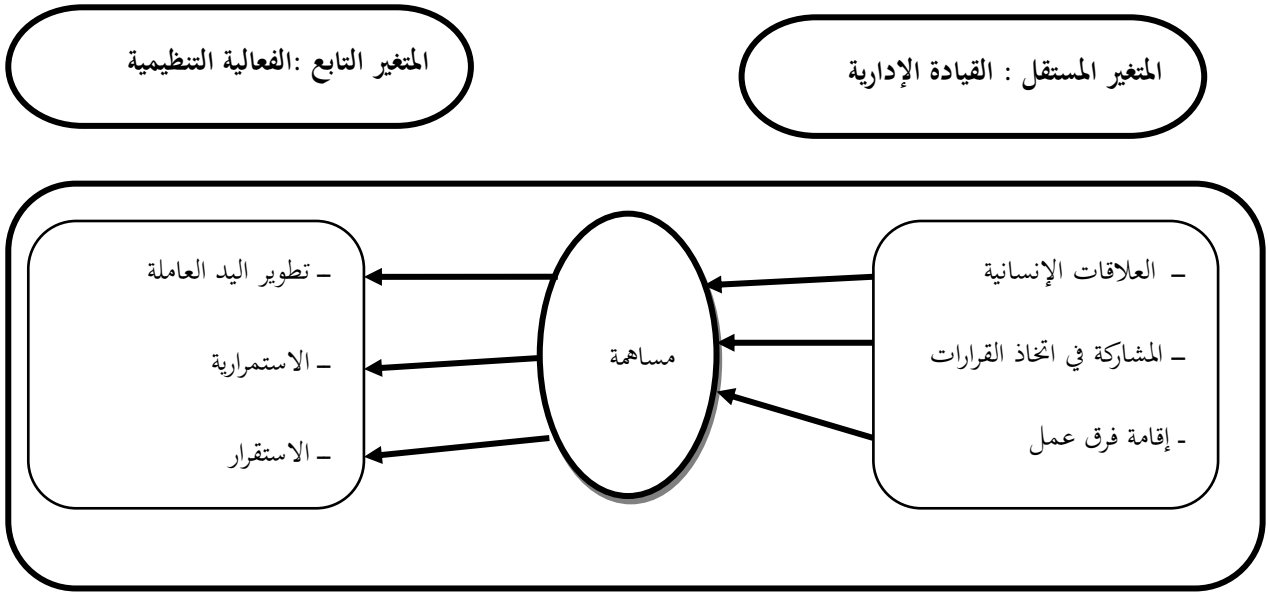 المتغير المستقل : القيادة الإدارية
المتغير التابع :الفعالية التنظيمية
– العلاقات الإنسانية
– المشاركة في اتخاذ القرارات
- إقامة فرق عمل
مساهمة
– تطوير اليد العاملة
– الاستمرارية
– الاستقرار